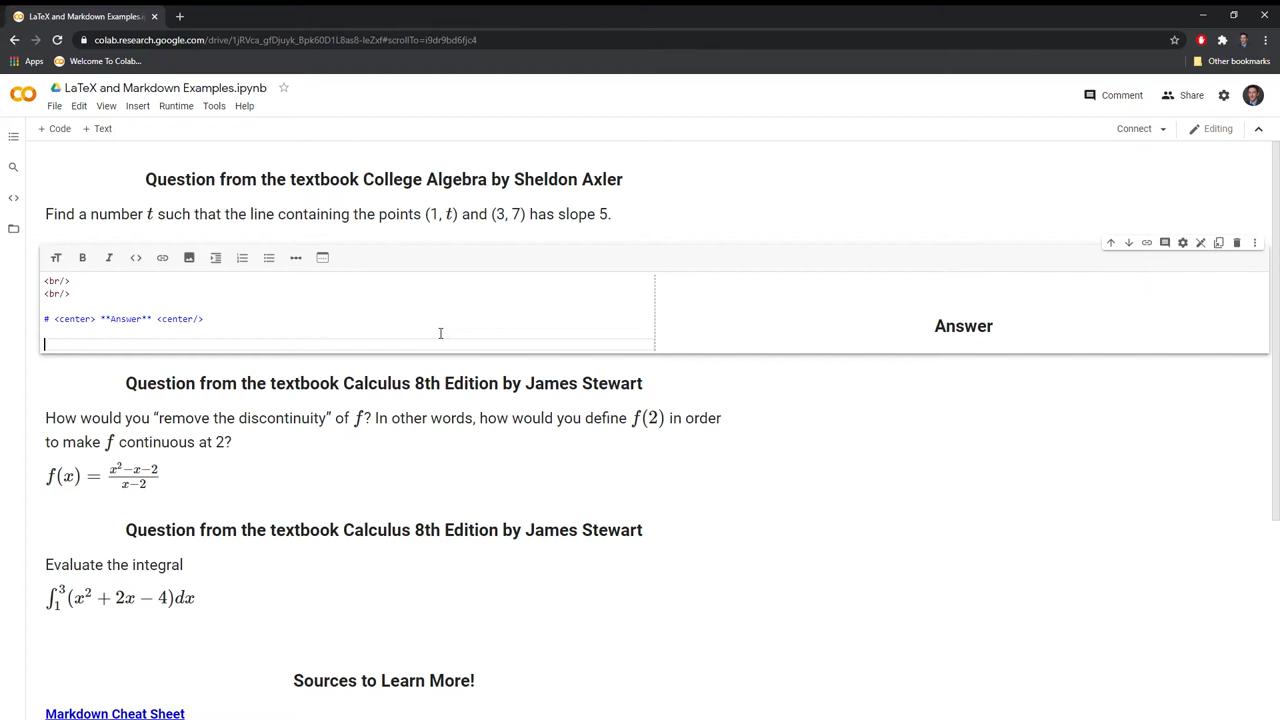 LaTeX and Markdown Examples.i
colab.research.google.com/drive/1jRVca_gfDjuyk_Bpk60D1L8as8-IeZxf#scrollTo=i9dr9bd6fjc4
Apps Welcome To Colab... Other bookmarks
LaTeX and Markdown Examples.ipynb
Comment Share
File Edit View Insert Runtime Tools Help
+ Code + Text Connect Editing
Question from the textbook College Algebra by Sheldon Axler
Find a number t such that the line containing the points (1, t) and (3, 7) has slope 5.
<br/>
<br/>
# <center> **Answer** <center/>
Answer
Question from the textbook Calculus 8th Edition by James Stewart
How would you “remove the discontinuity” of f? In other words, how would you define f(2) in order
to make f continuous at 2?
f(x) = x²−x−2 / x−2
Question from the textbook Calculus 8th Edition by James Stewart
Evaluate the integral
∫₁³(x² + 2x − 4)dx
Sources to Learn More!
Markdown Cheat Sheet